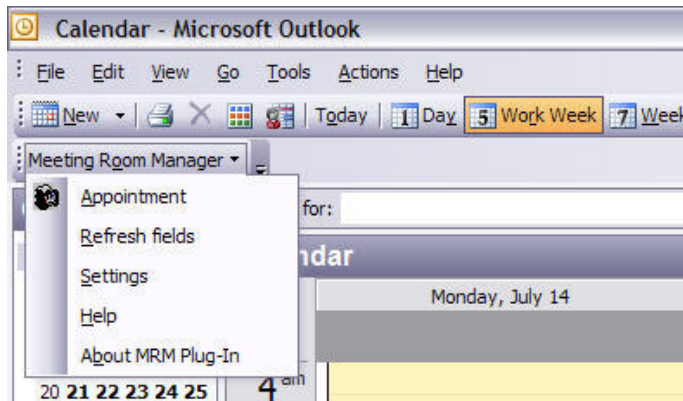 Calendar - Microsoft Outlook
File Edit View Go Tools Actions Help
New Today 1 Day 5 Work Week 7 Week
Meeting Room Manager
Appointment
for:
Refresh fields
ndar
Settings
Monday, July 14
Help
About MRM Plug-In
20 21 22 23 24 25
4 am